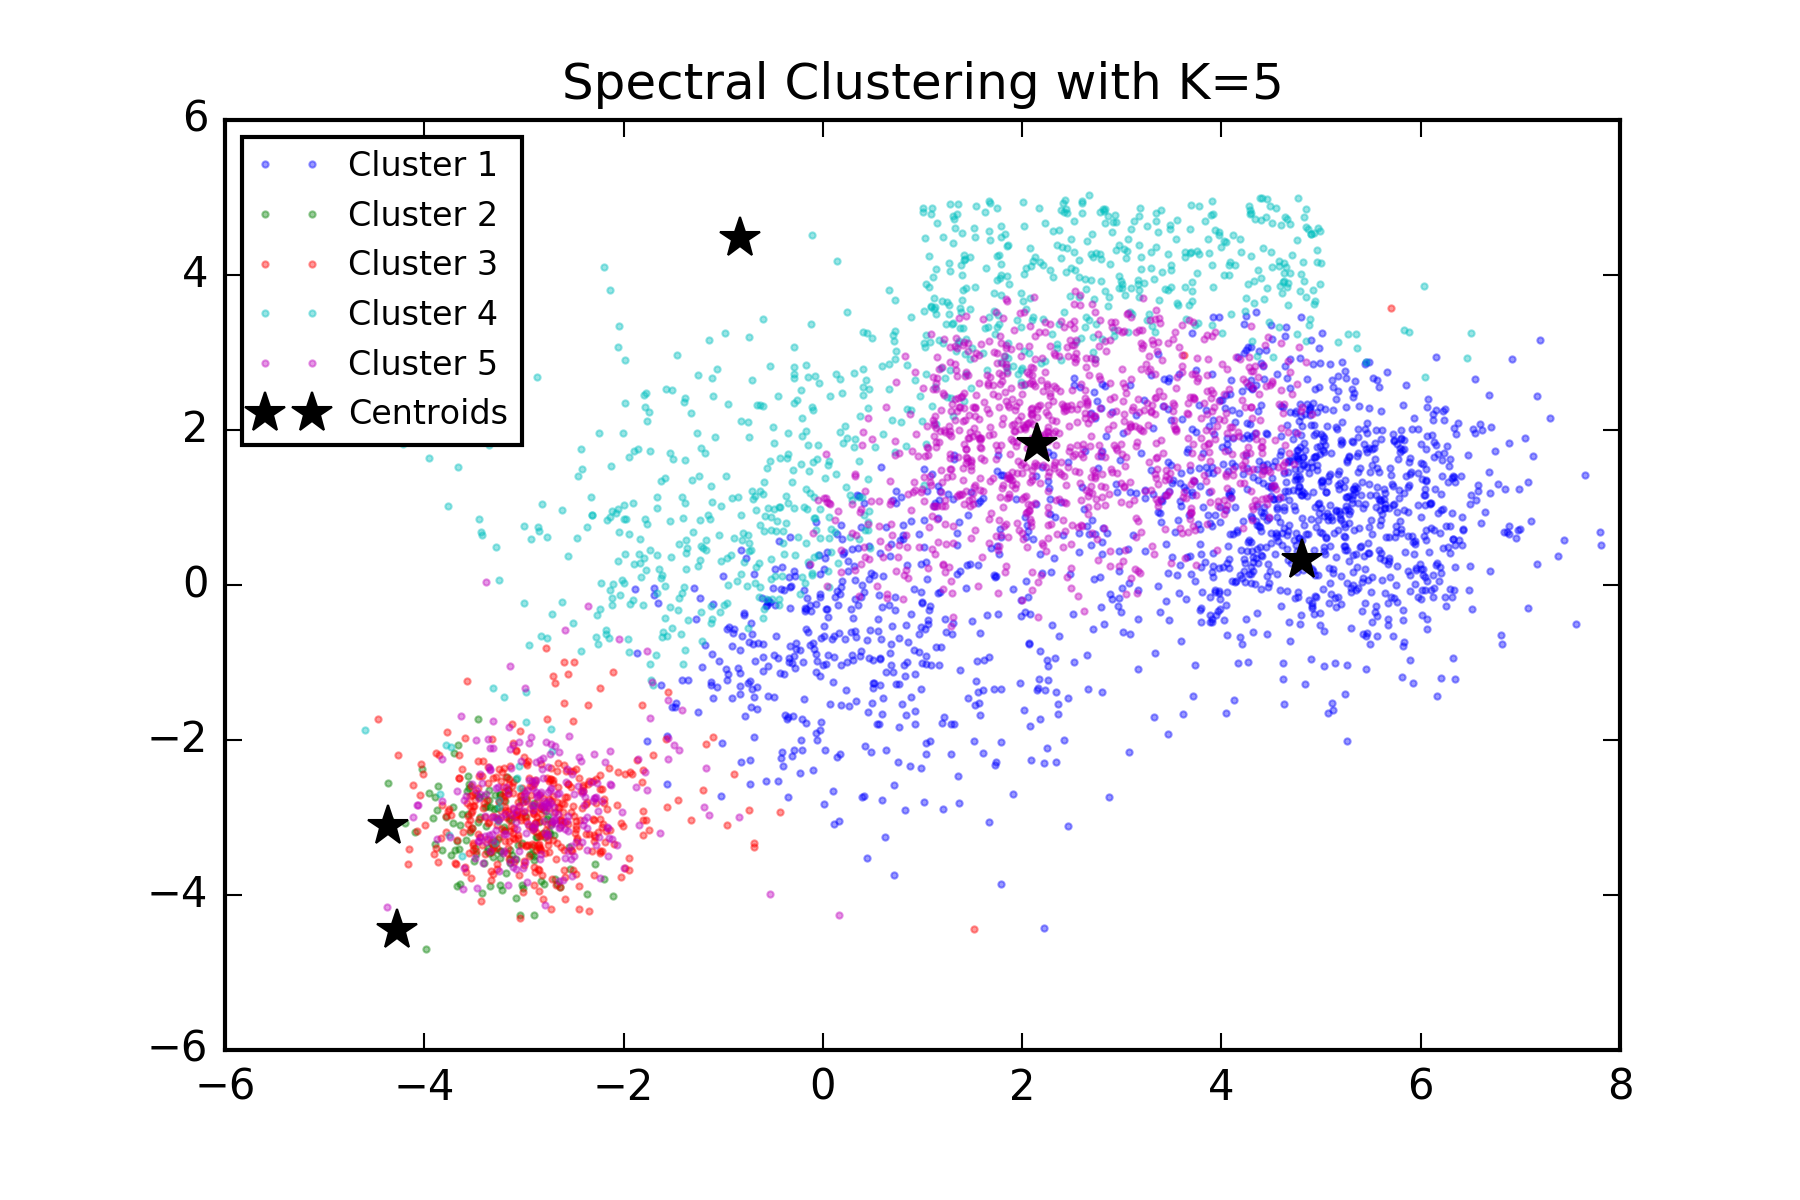 Spectral Clustering with K=5
6
4
2
0
−2
−4
−6
Cluster 1
Cluster 2
Cluster 3
Cluster 4
Cluster 5
Centroids
−6 −4 −2 0 2 4 6 8